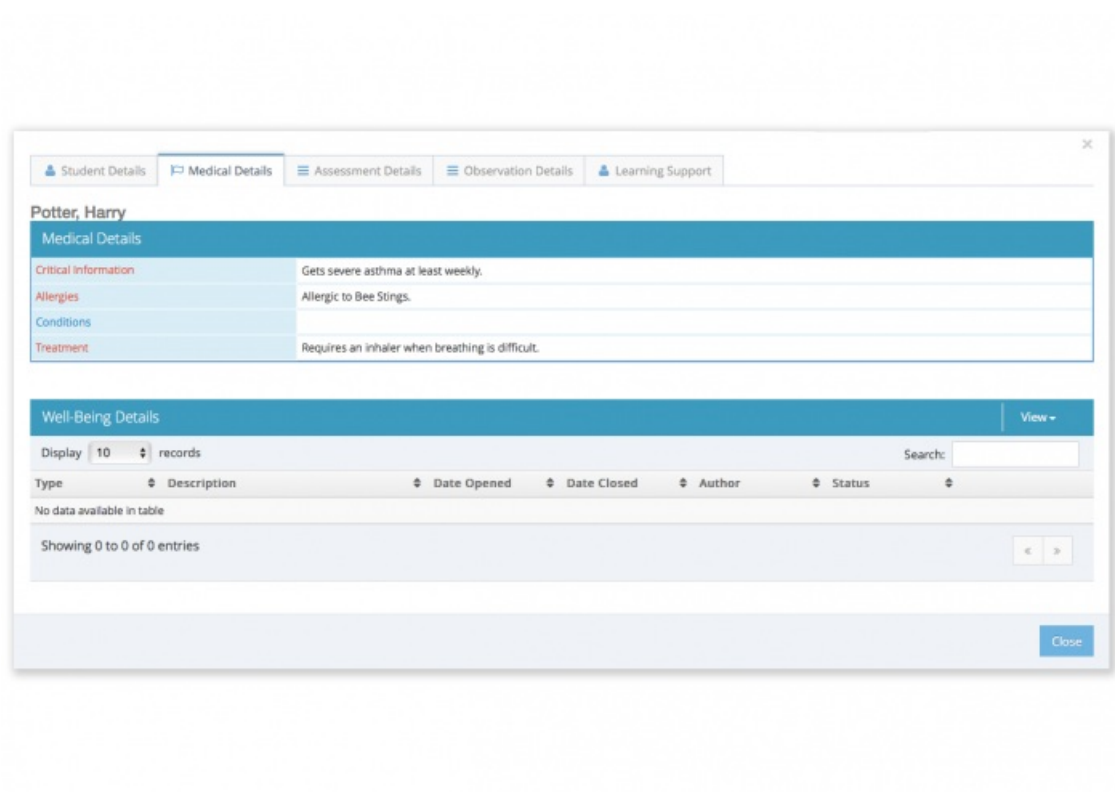 ×
Student Details Medical Details Assessment Details Observation Details Learning Support
Potter, Harry
Medical Details
Critical Information Gets severe asthma at least weekly.
Allergies Allergic to Bee Stings.
Conditions
Treatment Requires an inhaler when breathing is difficult.
Well-Being Details View
Display 10 records Search:
Type Description Date Opened Date Closed Author Status
No data available in table
Showing 0 to 0 of 0 entries « »
Close